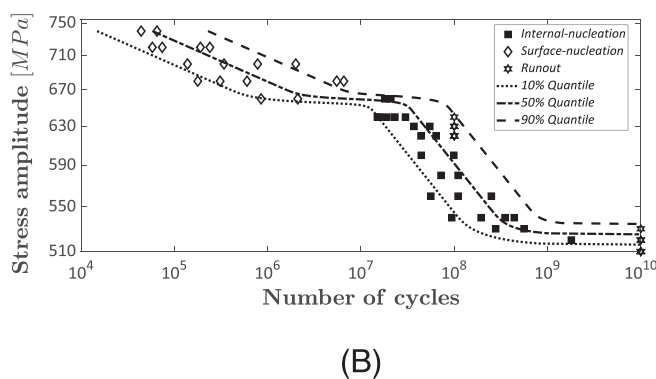 Internal-nucleation
Surface-nucleation
Runout
10% Quantile
50% Quantile
90% Quantile
Stress amplitude [MPa]
750
710
670
630
590
550
510
10^4
10^5
10^6
10^7
10^8
10^9
10^10
Number of cycles
(B)